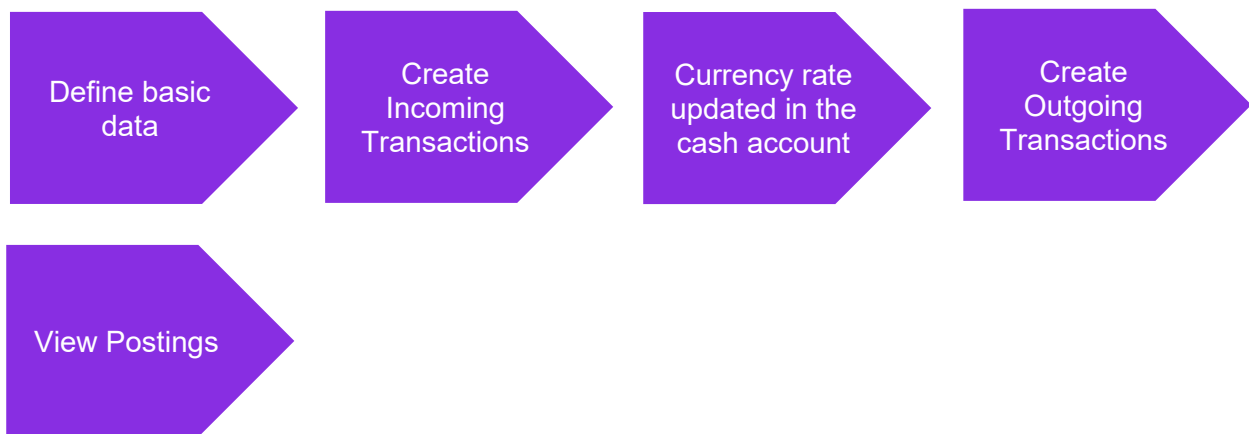 Define basic
data
Create
Incoming
Transactions
Currency rate
updated in the
cash account
Create
Outgoing
Transactions
View Postings